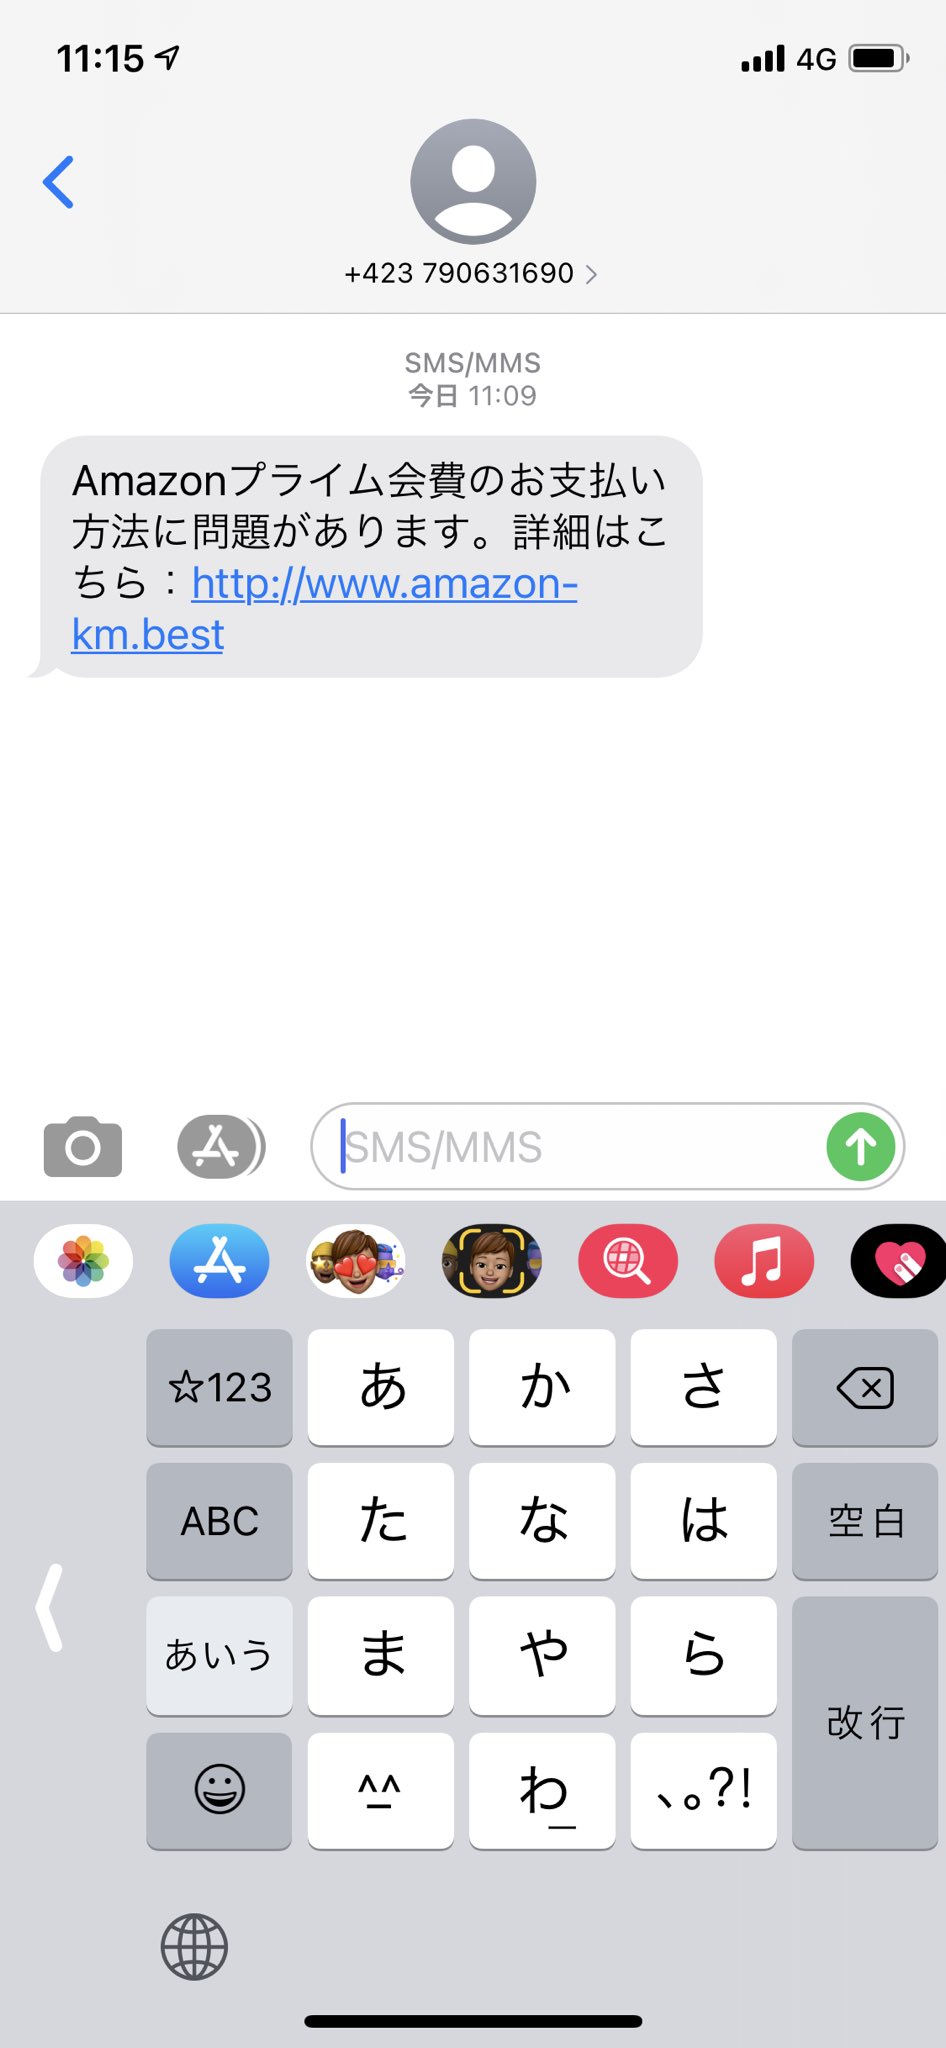 11:15 4G
+423 790631690
SMS/MMS
今日 11:09
Amazonプライム会費のお支払い
方法に問題があります。詳細はこ
ちら：http://www.amazon-
km.best
SMS/MMS
☆123 あ か さ
ABC た な は 空白
あいう ま や ら 改行
^_^ わ_ 、。?!